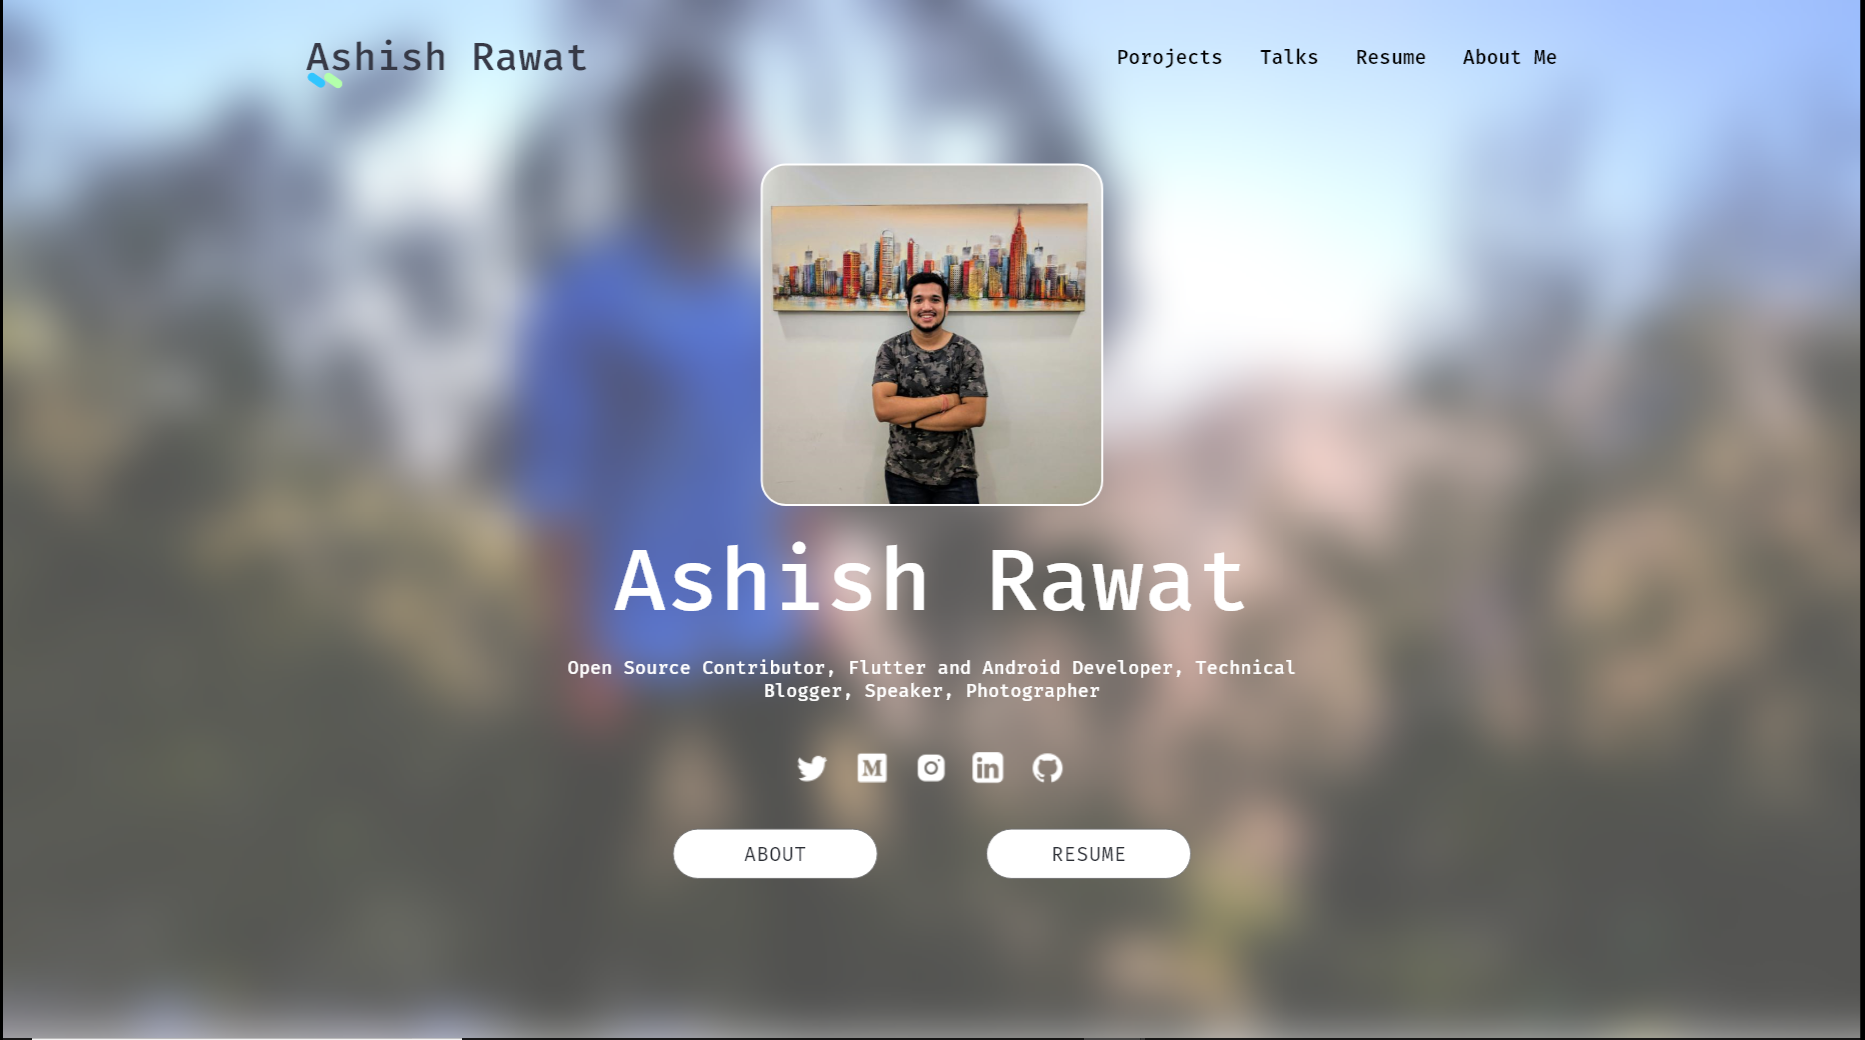 Ashish Rawat
Porojects Talks Resume About Me
Ashish Rawat
Open Source Contributor, Flutter and Android Developer, Technical
Blogger, Speaker, Photographer
ABOUT
RESUME